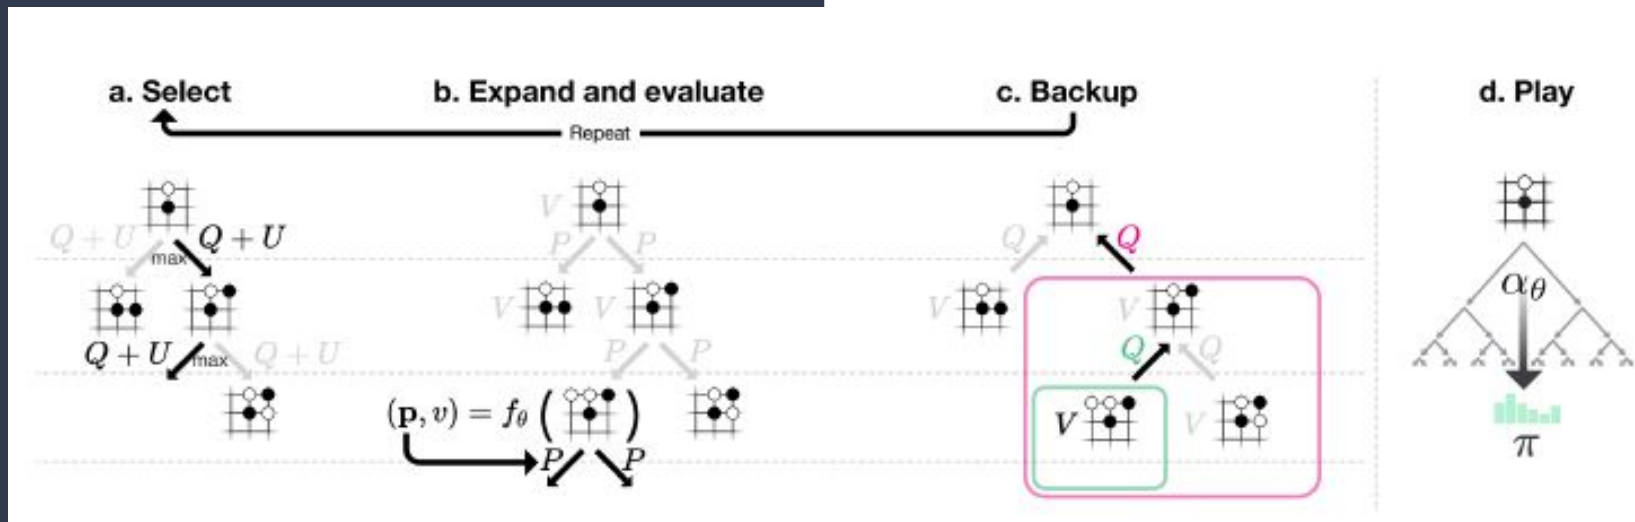 a. Select
b. Expand and evaluate
c. Backup
d. Play
Repeat
Q + U
Q + U
max
Q + U
max
Q + U
V
P
P
V
V
P
P
(p, v) = fθ ( )
P
P
Q
Q
V
V
Q
Q
V
V
αθ
π